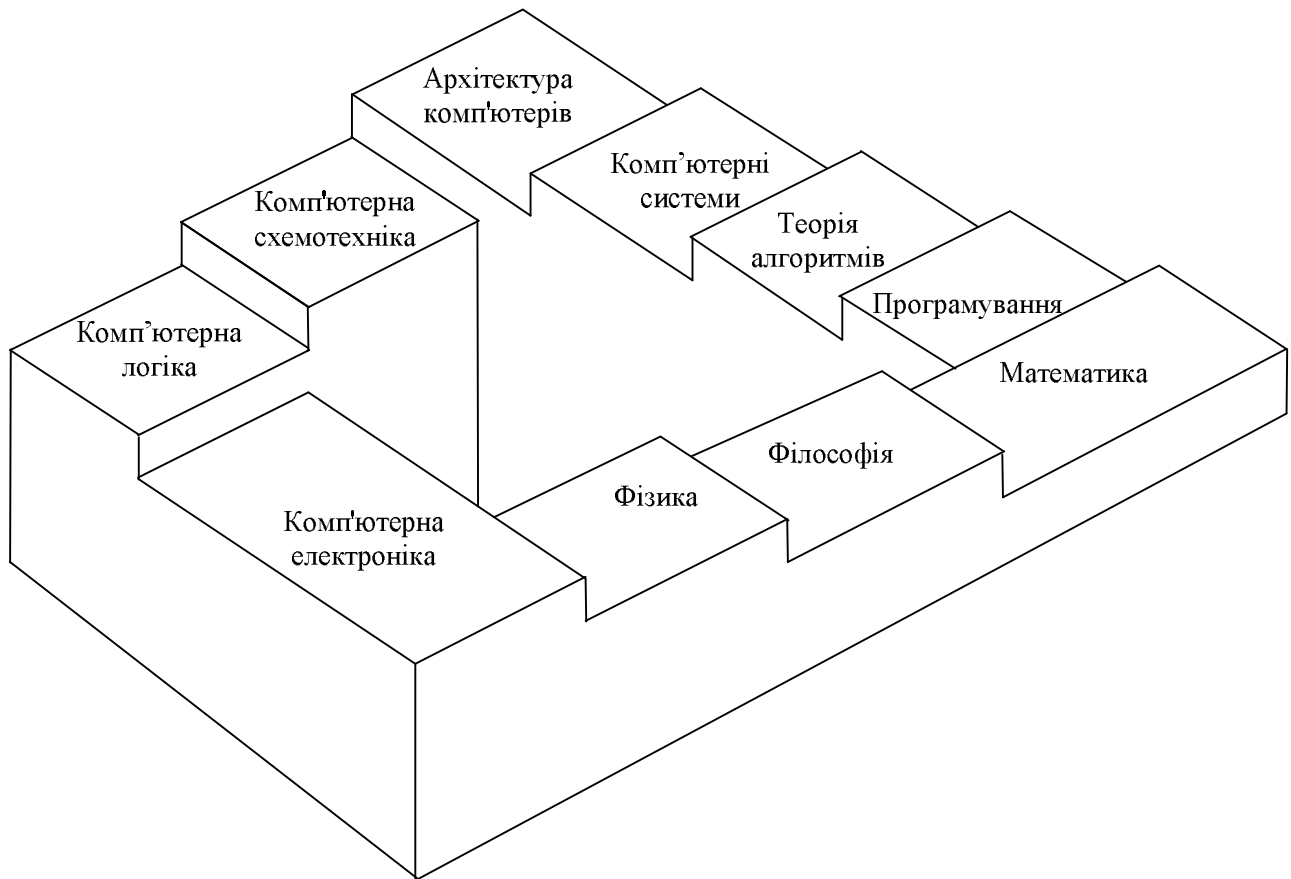 Архітектура
комп'ютерів
Комп’ютерні
системи
Комп'ютерна
схемотехніка
Теорія
алгоритмів
Програмування
Комп’ютерна
логіка
Математика
Філософія
Фізика
Комп'ютерна
електроніка